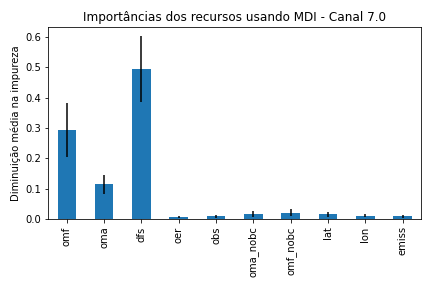 Importâncias dos recursos usando MDI - Canal 7.0
Diminuição média na impureza
0.6
0.5
0.4
0.3
0.2
0.1
0.0
omf
oma
dfs
oer
obs
oma_nobc
omf_nobc
lat
lon
emiss